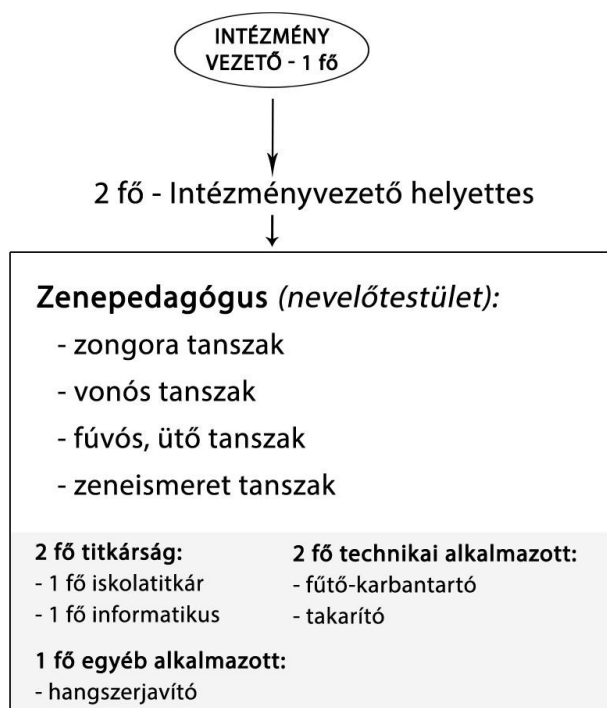 INTÉZMÉNY
VEZETŐ - 1 fő
2 fő - Intézményvezető helyettes
Zenepedagógus (nevelőtestület):
- zongora tanszak
- vonós tanszak
- fúvós, ütő tanszak
- zeneismeret tanszak
2 fő titkárság:
- 1 fő iskolatitkár
- 1 fő informatikus
2 fő technikai alkalmazott:
- fűtő-karbantartó
- takarító
1 fő egyéb alkalmazott:
- hangszerjavító